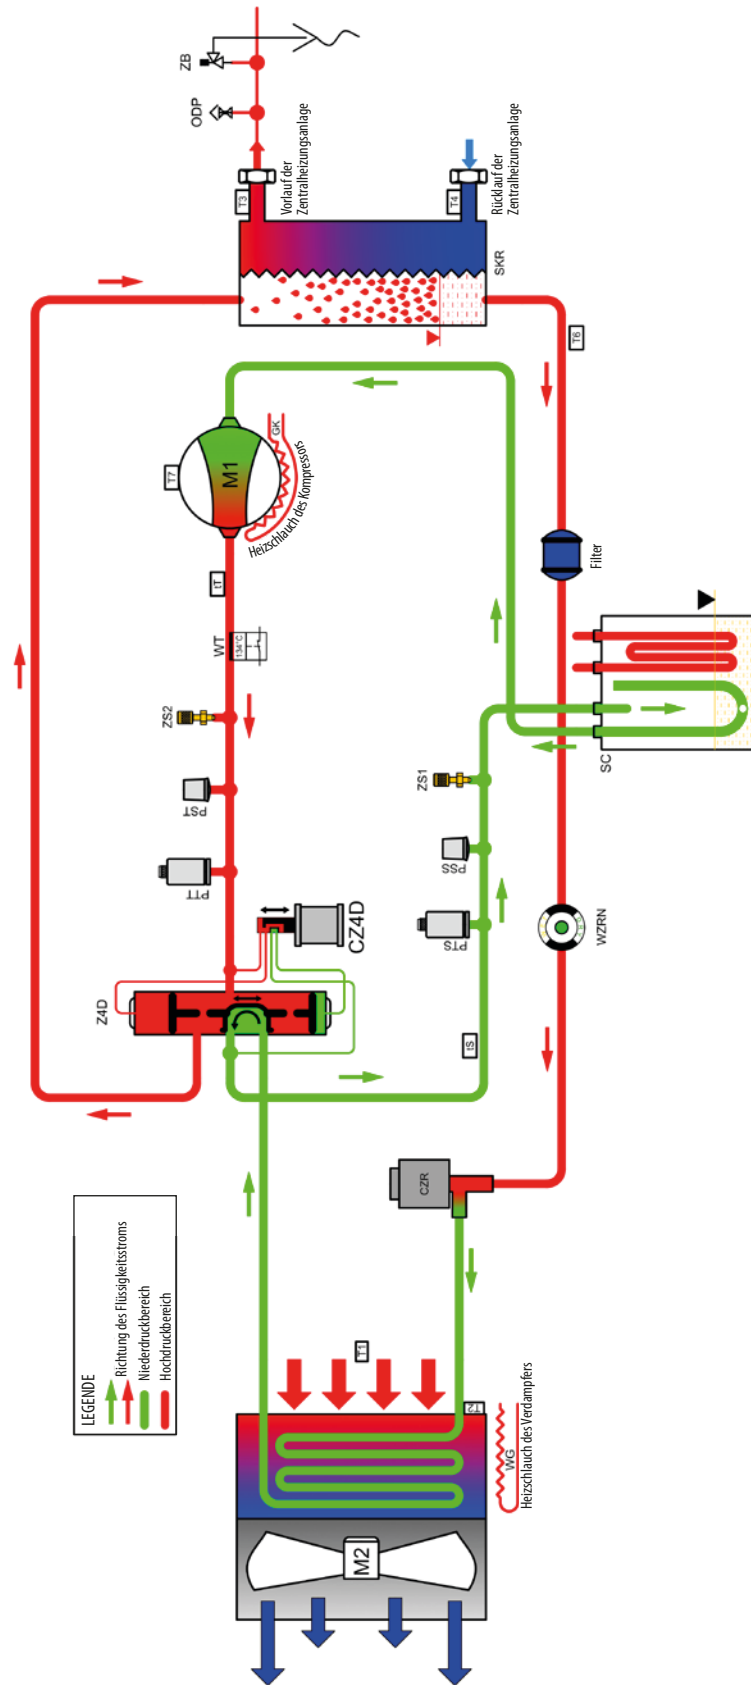 ZB
ODP
T3
Vorlauf der
Zentralheizungsanlage
T4
Rücklauf der
Zentralheizungsanlage
SKR
T6
T7
M1
GK
Heizschlauch des Kompressors
tT
WT
134°C
Filter
ZS2
PST
PTT
SC
ZS1
PSS
PTS
WZRN
CZ4D
Z4D
tS
CZR
LEGENDE
Richtung des Flüssigkeitsstroms
Niederdruckbereich
Hochdruckbereich
T1
T2
WG
Heizschlauch des Verdampfers
M2